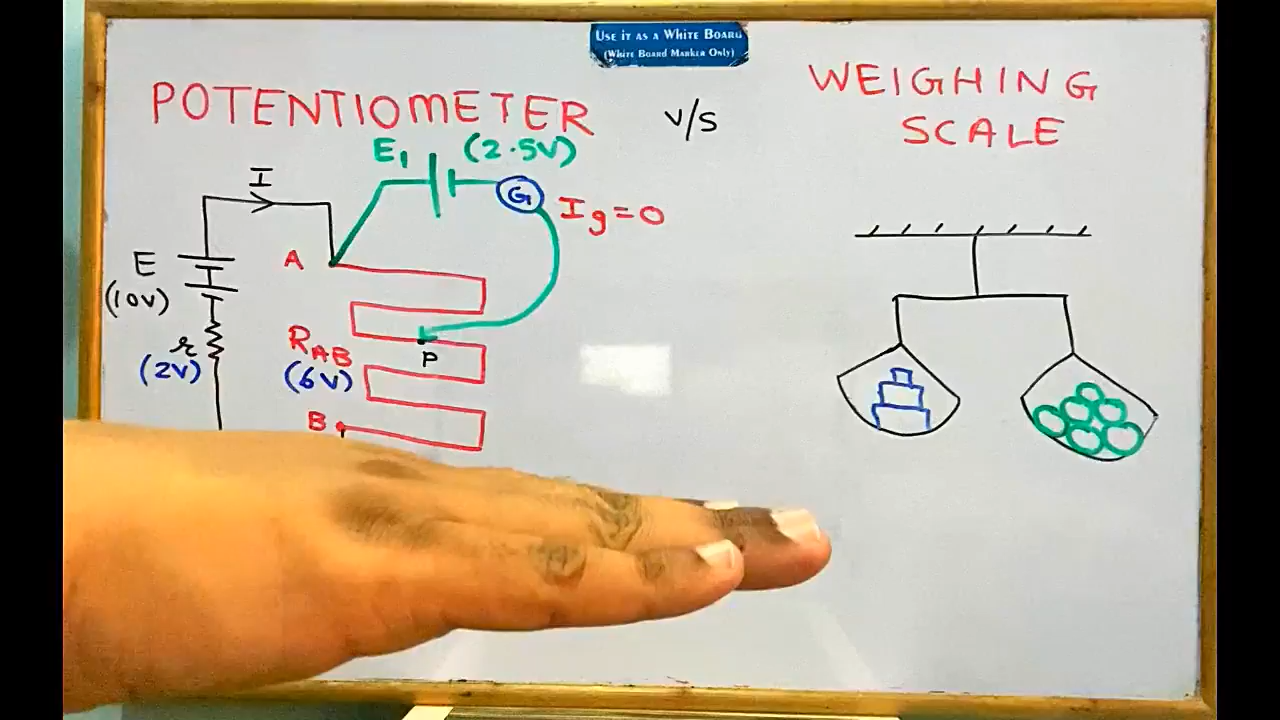 USE IT AS A WHITE BOARD
(WHITE BOARD MARKER ONLY)
POTENTIOMETER
V/S
WEIGHING
SCALE
E₁ (2.5V)
I
G
Ig=0
A
E
(10V)
r
(2V)
RAB
(6V)
P
B